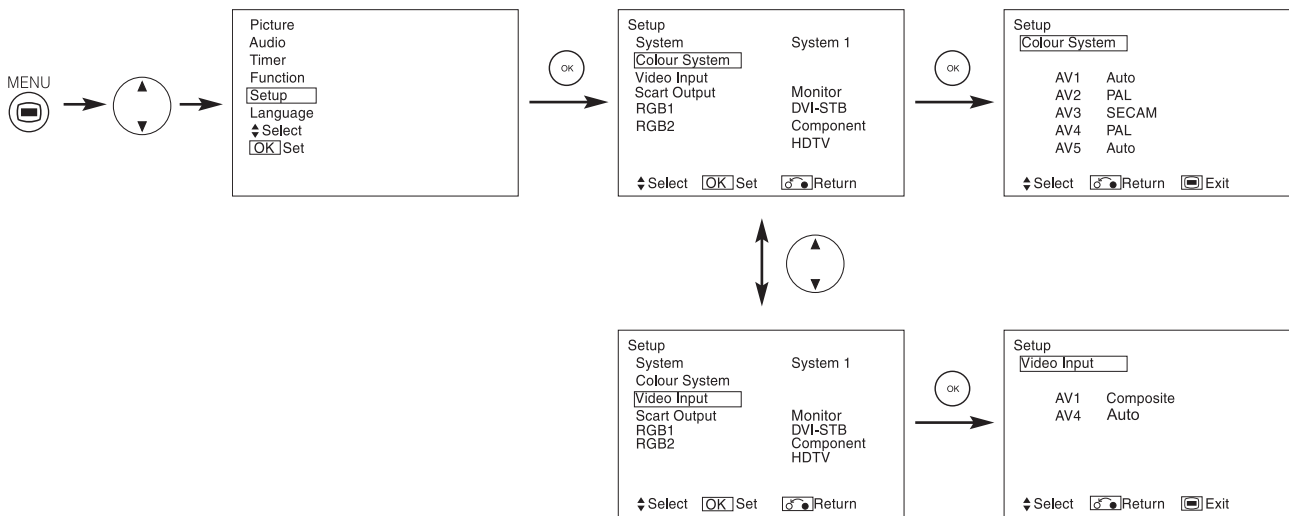 MENU
Picture
Audio
Timer
Function
Setup
Language
Select
OK Set
OK
Setup
System System 1
Colour System
Video Input
Scart Output Monitor
RGB1 DVI-STB
RGB2 Component
HDTV
Select OK Set Return
OK
Setup
Colour System
AV1 Auto
AV2 PAL
AV3 SECAM
AV4 PAL
AV5 Auto
Select Return Exit
Setup
System System 1
Colour System
Video Input
Scart Output Monitor
RGB1 DVI-STB
RGB2 Component
HDTV
Select OK Set Return
OK
Setup
Video Input
AV1 Composite
AV4 Auto
Select Return Exit